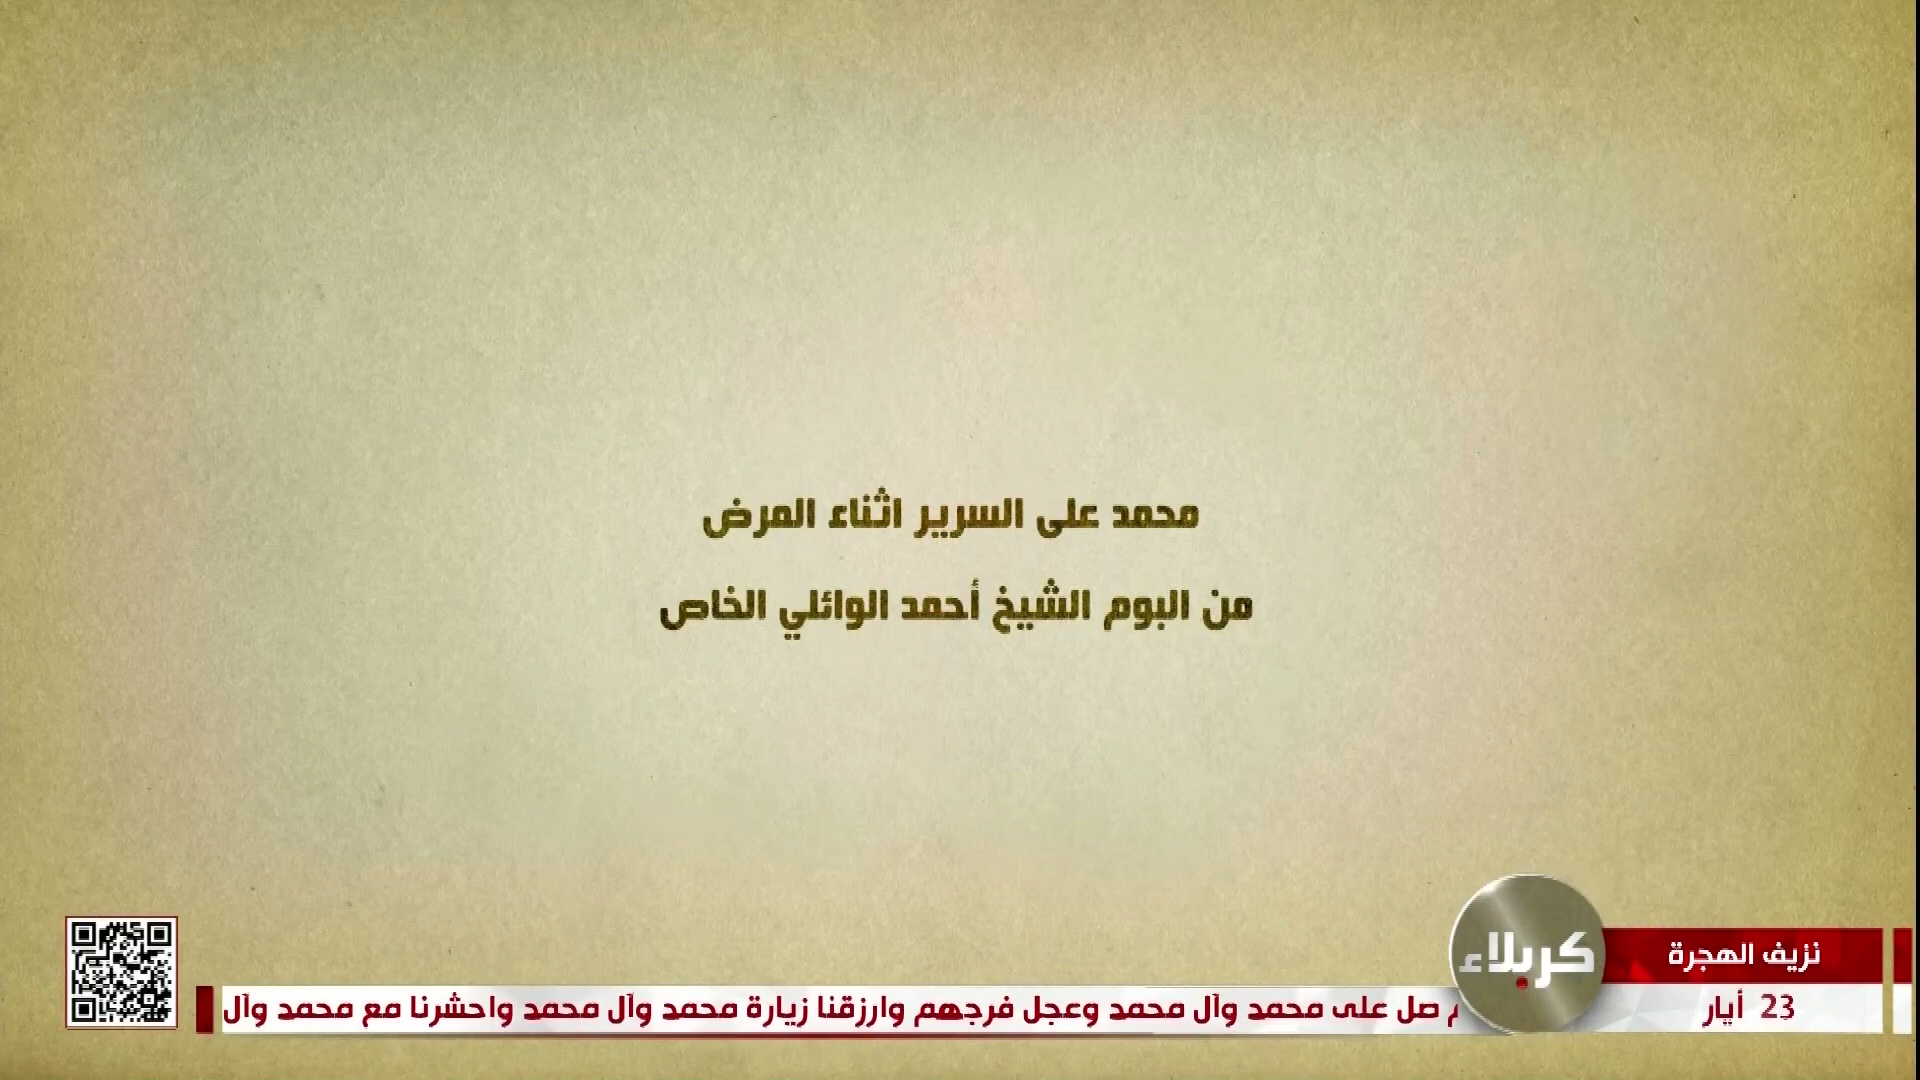 محمد على السرير اثناء المرض
من البوم الشيخ أحمد الوائلي الخاص
نزيف الهجرة
كربلاء
23 أيار
صل على محمد وآل محمد وعجل فرجهم وارزقنا زيارة محمد وآل محمد واحشرنا مع محمد وآل